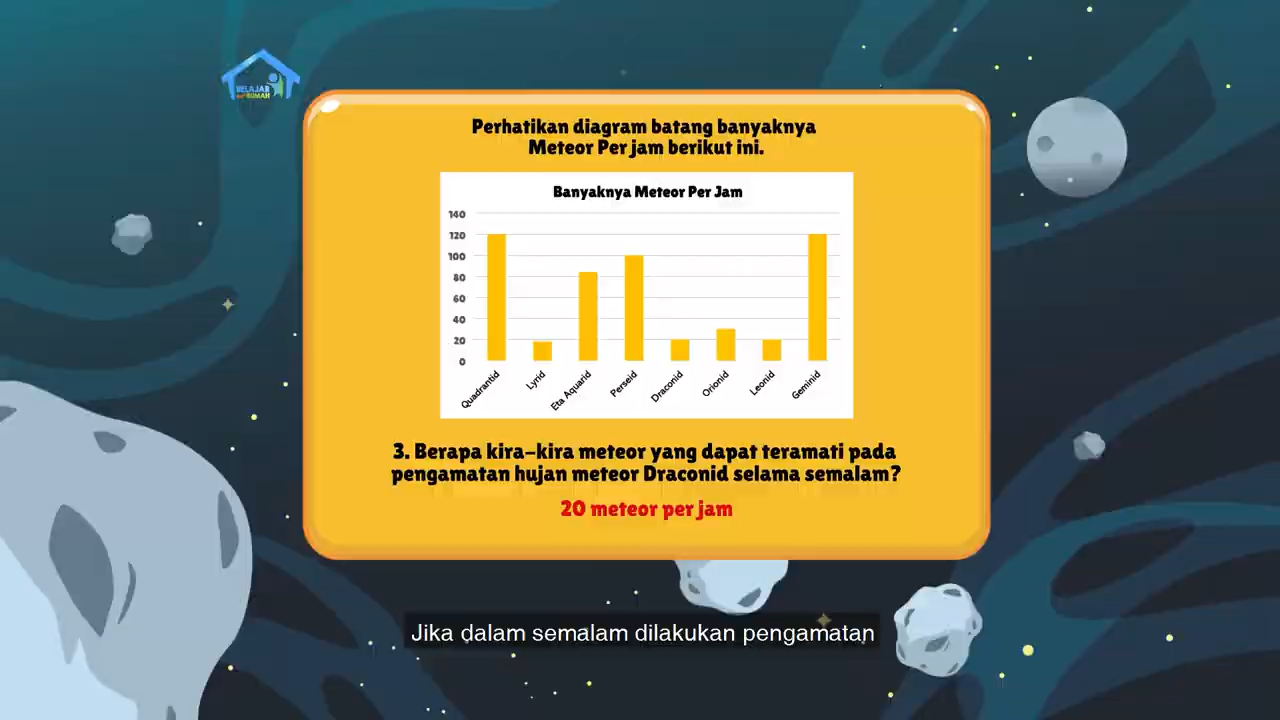 BELAJAR
RUMAH
Perhatikan diagram batang banyaknya
Meteor Per jam berikut ini.
Banyaknya Meteor Per Jam
140
120
100
80
60
40
20
0
Quadrantid
Lyrid
Eta Aquarid
Perseid
Draconid
Orionid
Leonid
Geminid
3. Berapa kira-kira meteor yang dapat teramati pada
pengamatan hujan meteor Draconid selama semalam?
20 meteor per jam
Jika dalam semalam dilakukan pengamatan